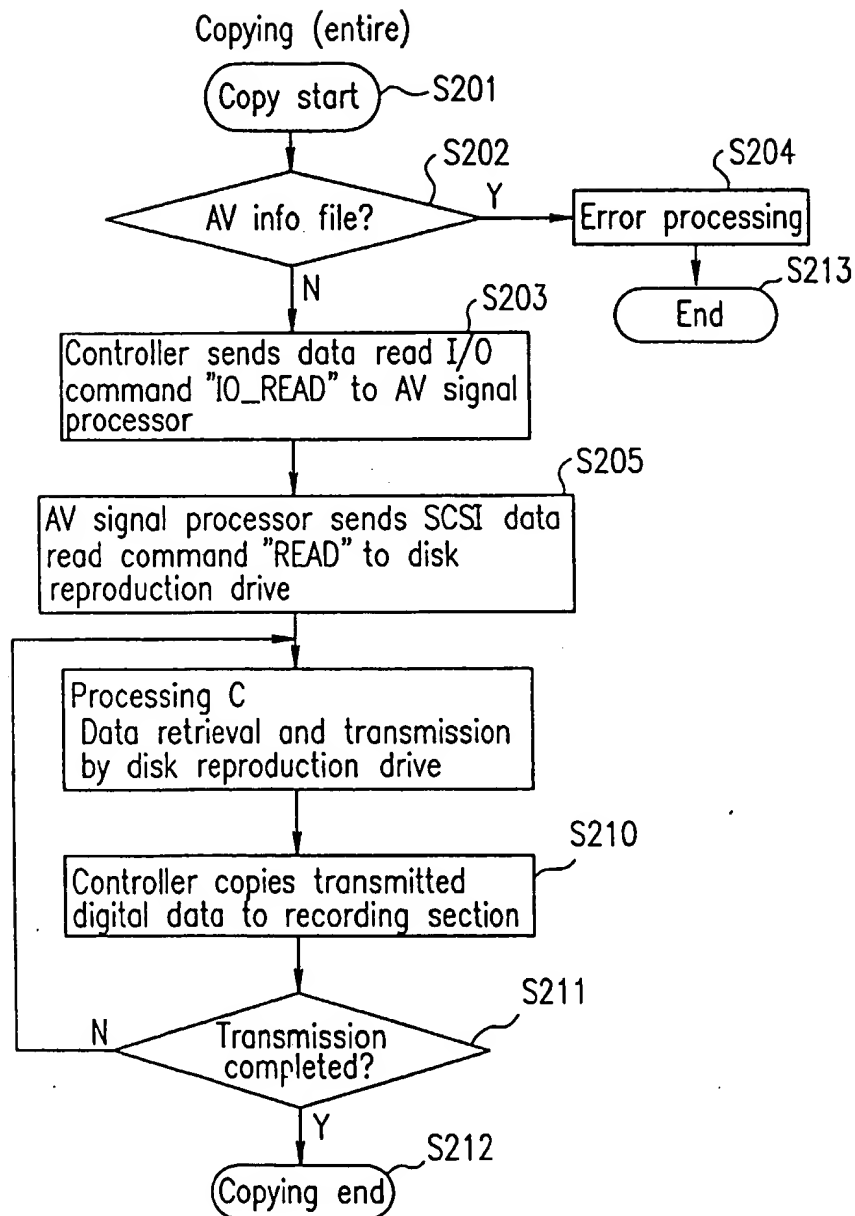 Copying (entire)
Copy start
S201
S202
AV info file?
Y
N
S204
Error processing
S213
End
S203
Controller sends data read I/O
command "IO_READ" to AV signal
processor
S205
AV signal processor sends SCSI data
read command "READ" to disk
reproduction drive
Processing C
Data retrieval and transmission
by disk reproduction drive
S210
Controller copies transmitted
digital data to recording section
S211
N
Transmission
completed?
Y
S212
Copying end